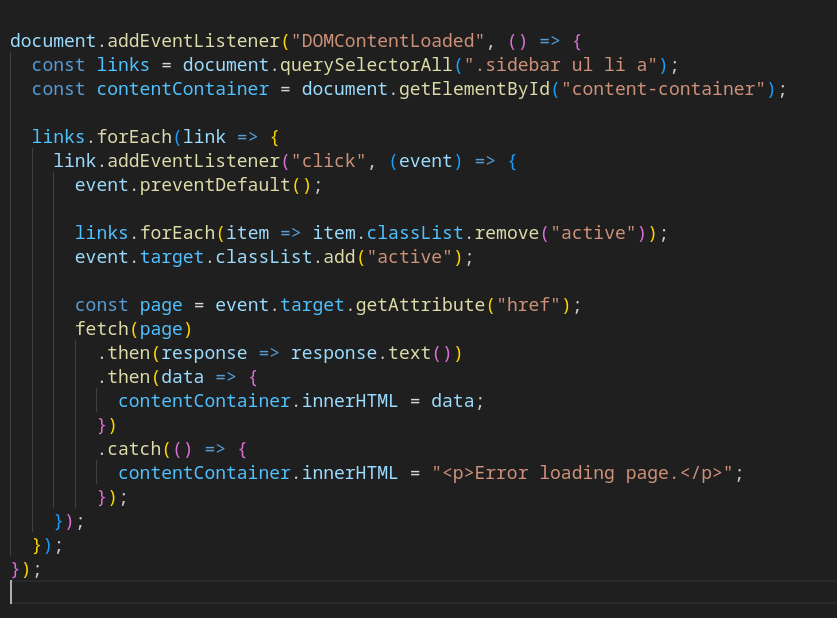 document.addEventListener("DOMContentLoaded", () => {
  const links = document.querySelectorAll(".sidebar ul li a");
  const contentContainer = document.getElementById("content-container");

  links.forEach(link => {
    link.addEventListener("click", (event) => {
      event.preventDefault();

      links.forEach(item => item.classList.remove("active"));
      event.target.classList.add("active");

      const page = event.target.getAttribute("href");
      fetch(page)
        .then(response => response.text())
        .then(data => {
          contentContainer.innerHTML = data;
        })
        .catch(() => {
          contentContainer.innerHTML = "<p>Error loading page.</p>";
        });
    });
  });
});